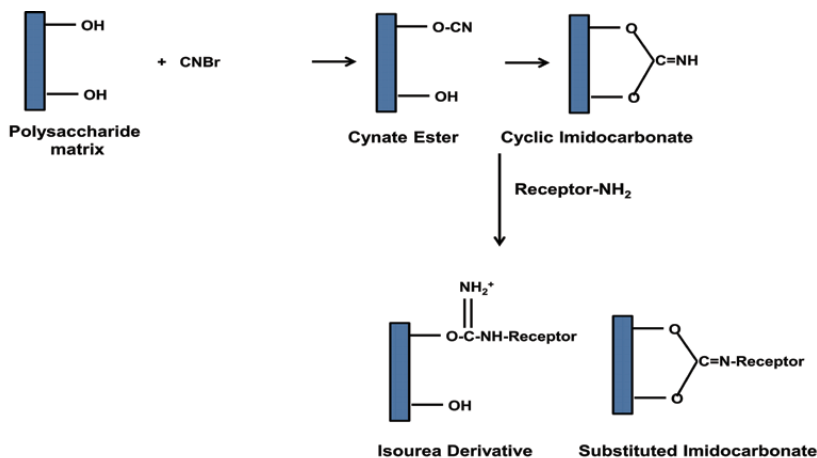 OH
+ CNBr
OH
Polysaccharide
matrix
O-CN
OH
Cynate Ester
O
C=NH
O
Cyclic Imidocarbonate
Receptor-NH₂
NH₂⁺
O-C-NH-Receptor
OH
Isourea Derivative
O
C=N-Receptor
O
Substituted Imidocarbonate